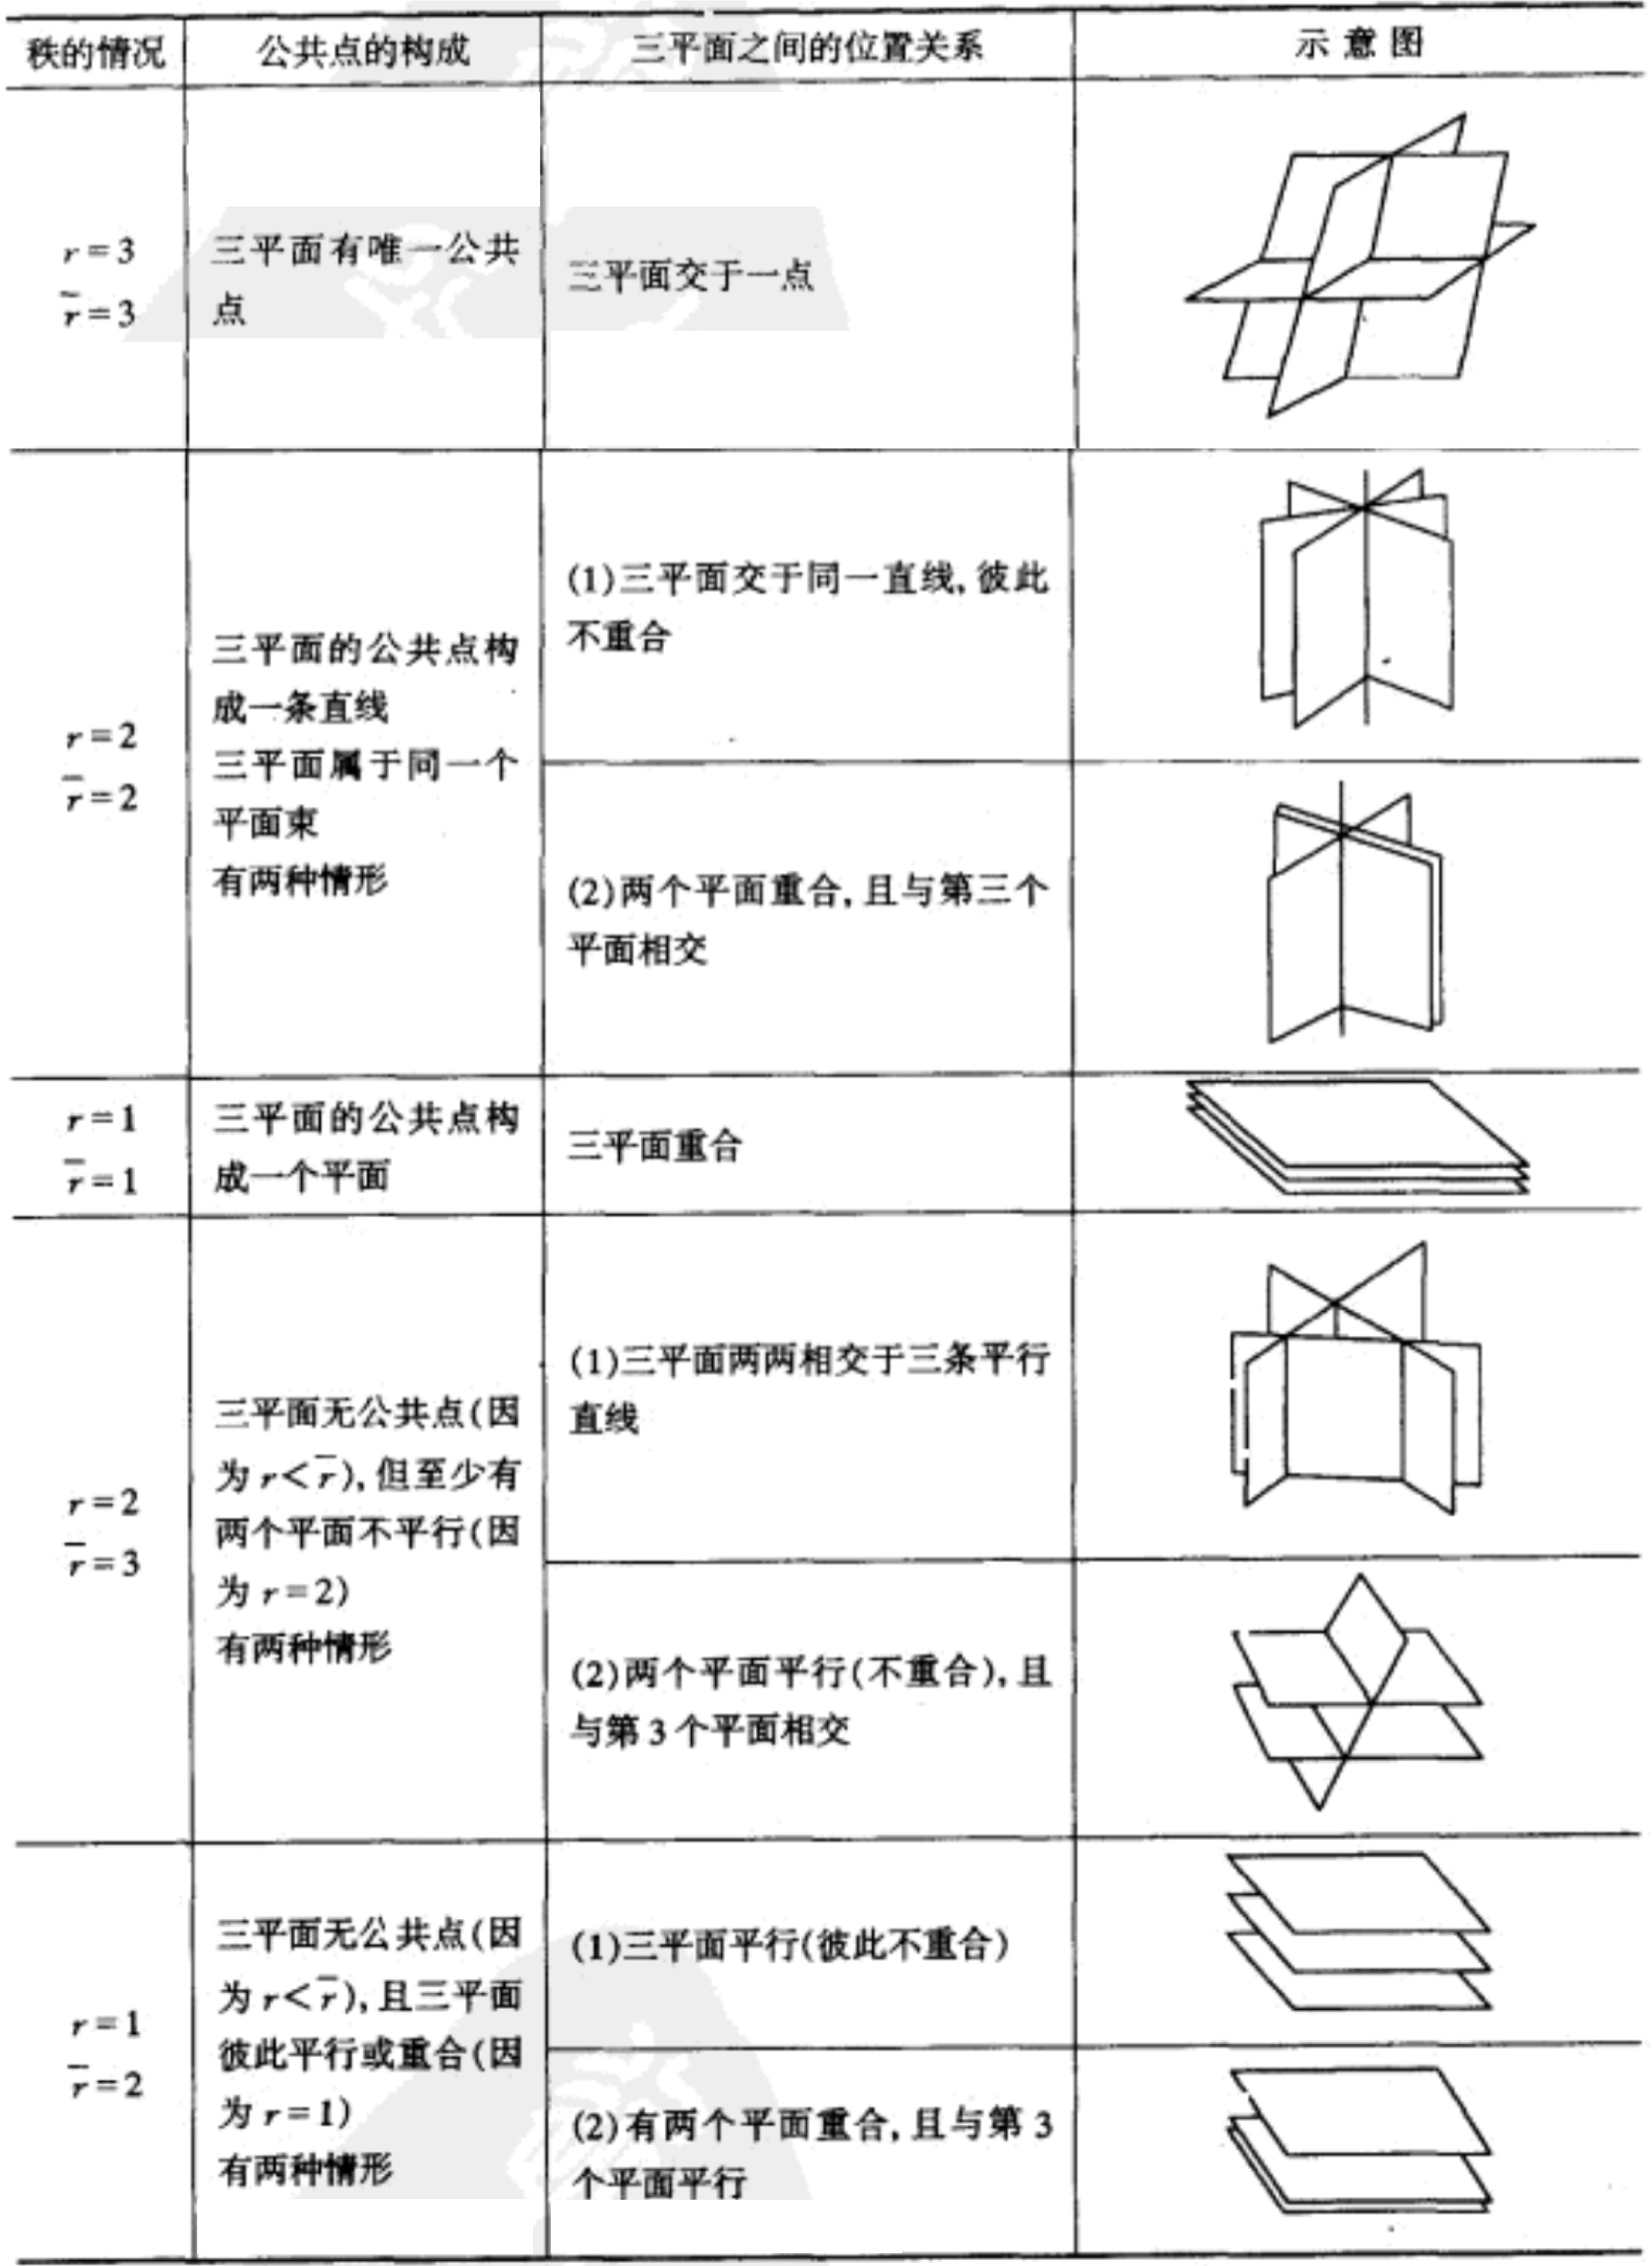 秩的情况
公共点的构成
三平面之间的位置关系
示意图
r=3
r̄=3
三平面有唯一公共
点
三平面交于一点
r=2
r̄=2
三平面的公共点构
成一条直线
三平面属于同一个
平面束
有两种情形
(1)三平面交于同一直线,彼此
不重合
(2)两个平面重合,且与第三个
平面相交
r=1
r̄=1
三平面的公共点构
成一个平面
三平面重合
r=2
r̄=3
三平面无公共点(因
为r<r̄),但至少有
两个平面不平行(因
为r=2)
有两种情形
(1)三平面两两相交于三条平行
直线
(2)两个平面平行(不重合),且
与第3个平面相交
r=1
r̄=2
三平面无公共点(因
为r<r̄),且三平面
彼此平行或重合(因
为r=1)
有两种情形
(1)三平面平行(彼此不重合)
(2)有两个平面重合,且与第3
个平面平行